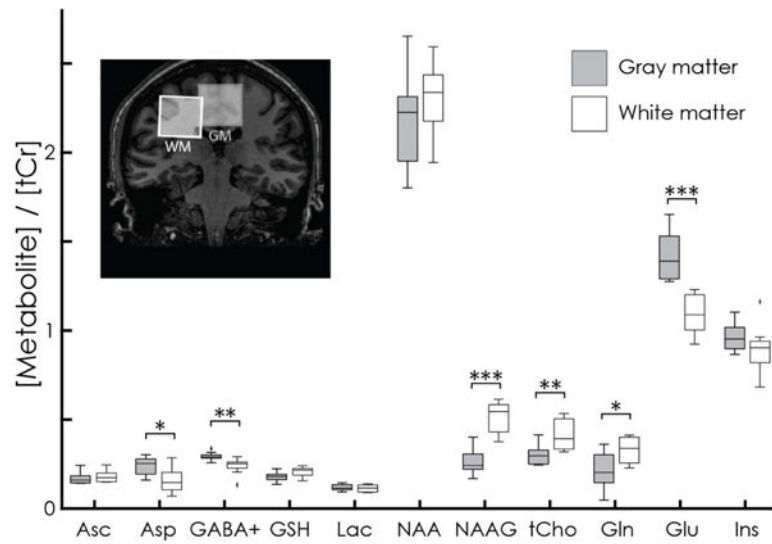 [Metabolite] / [tCr]
2
1
0
WM
GM
Gray matter
White matter
*
**
***
**
*
***
Asc Asp GABA+ GSH Lac NAA NAAG tCho Gln Glu Ins